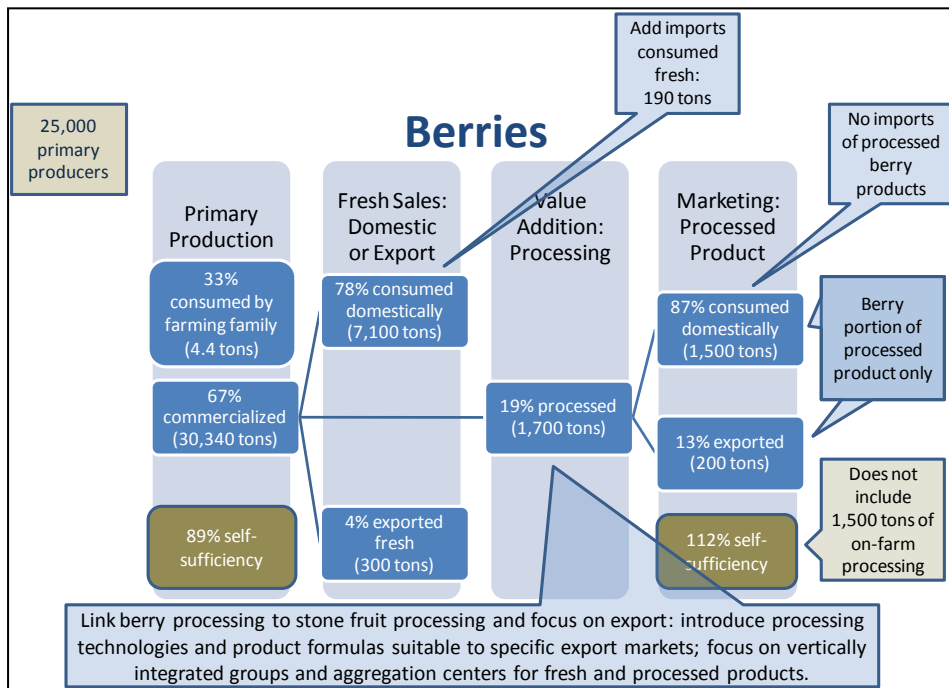 Add imports
consumed
fresh:
190 tons
25,000
primary
producers
Berries
No imports
of processed
berry
products
Primary
Production
Fresh Sales:
Domestic
or Export
Value
Addition:
Processing
Marketing:
Processed
Product
33%
consumed by
farming family
(4.4 tons)
78% consumed
domestically
(7,100 tons)
87% consumed
domestically
(1,500 tons)
Berry
portion of
processed
product only
67%
commercialized
(30,340 tons)
19% processed
(1,700 tons)
13% exported
(200 tons)
Does not
include
1,500 tons of
on-farm
processing
89% self-
sufficiency
4% exported
fresh
(300 tons)
112% self-
sufficiency
Link berry processing to stone fruit processing and focus on export: introduce processing
technologies and product formulas suitable to specific export markets; focus on vertically
integrated groups and aggregation centers for fresh and processed products.